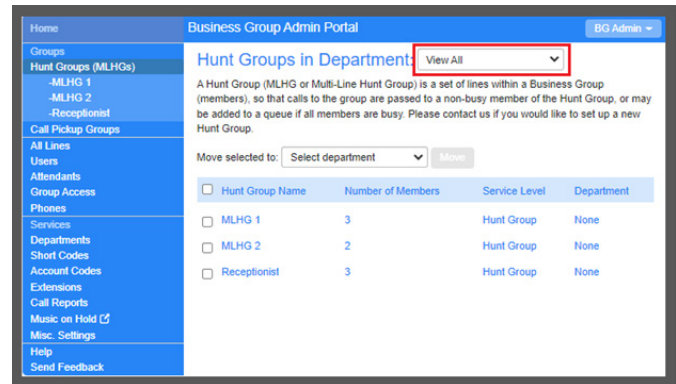 Home
Business Group Admin Portal
BG Admin
Groups
Hunt Groups (MLHGs)
-MLHG 1
-MLHG 2
-Receptionist
Call Pickup Groups
All Lines
Users
Attendants
Group Access
Phones
Services
Departments
Short Codes
Account Codes
Extensions
Call Reports
Music on Hold
Misc. Settings
Help
Send Feedback
Hunt Groups in Department: View All
A Hunt Group (MLHG or Multi-Line Hunt Group) is a set of lines within a Business Group
(members), so that calls to the group are passed to a non-busy member of the Hunt Group, or may
be added to a queue if all members are busy. Please contact us if you would like to set up a new
Hunt Group.
Move selected to: Select department Move
Hunt Group Name Number of Members Service Level Department
MLHG 1 3 Hunt Group None
MLHG 2 2 Hunt Group None
Receptionist 3 Hunt Group None